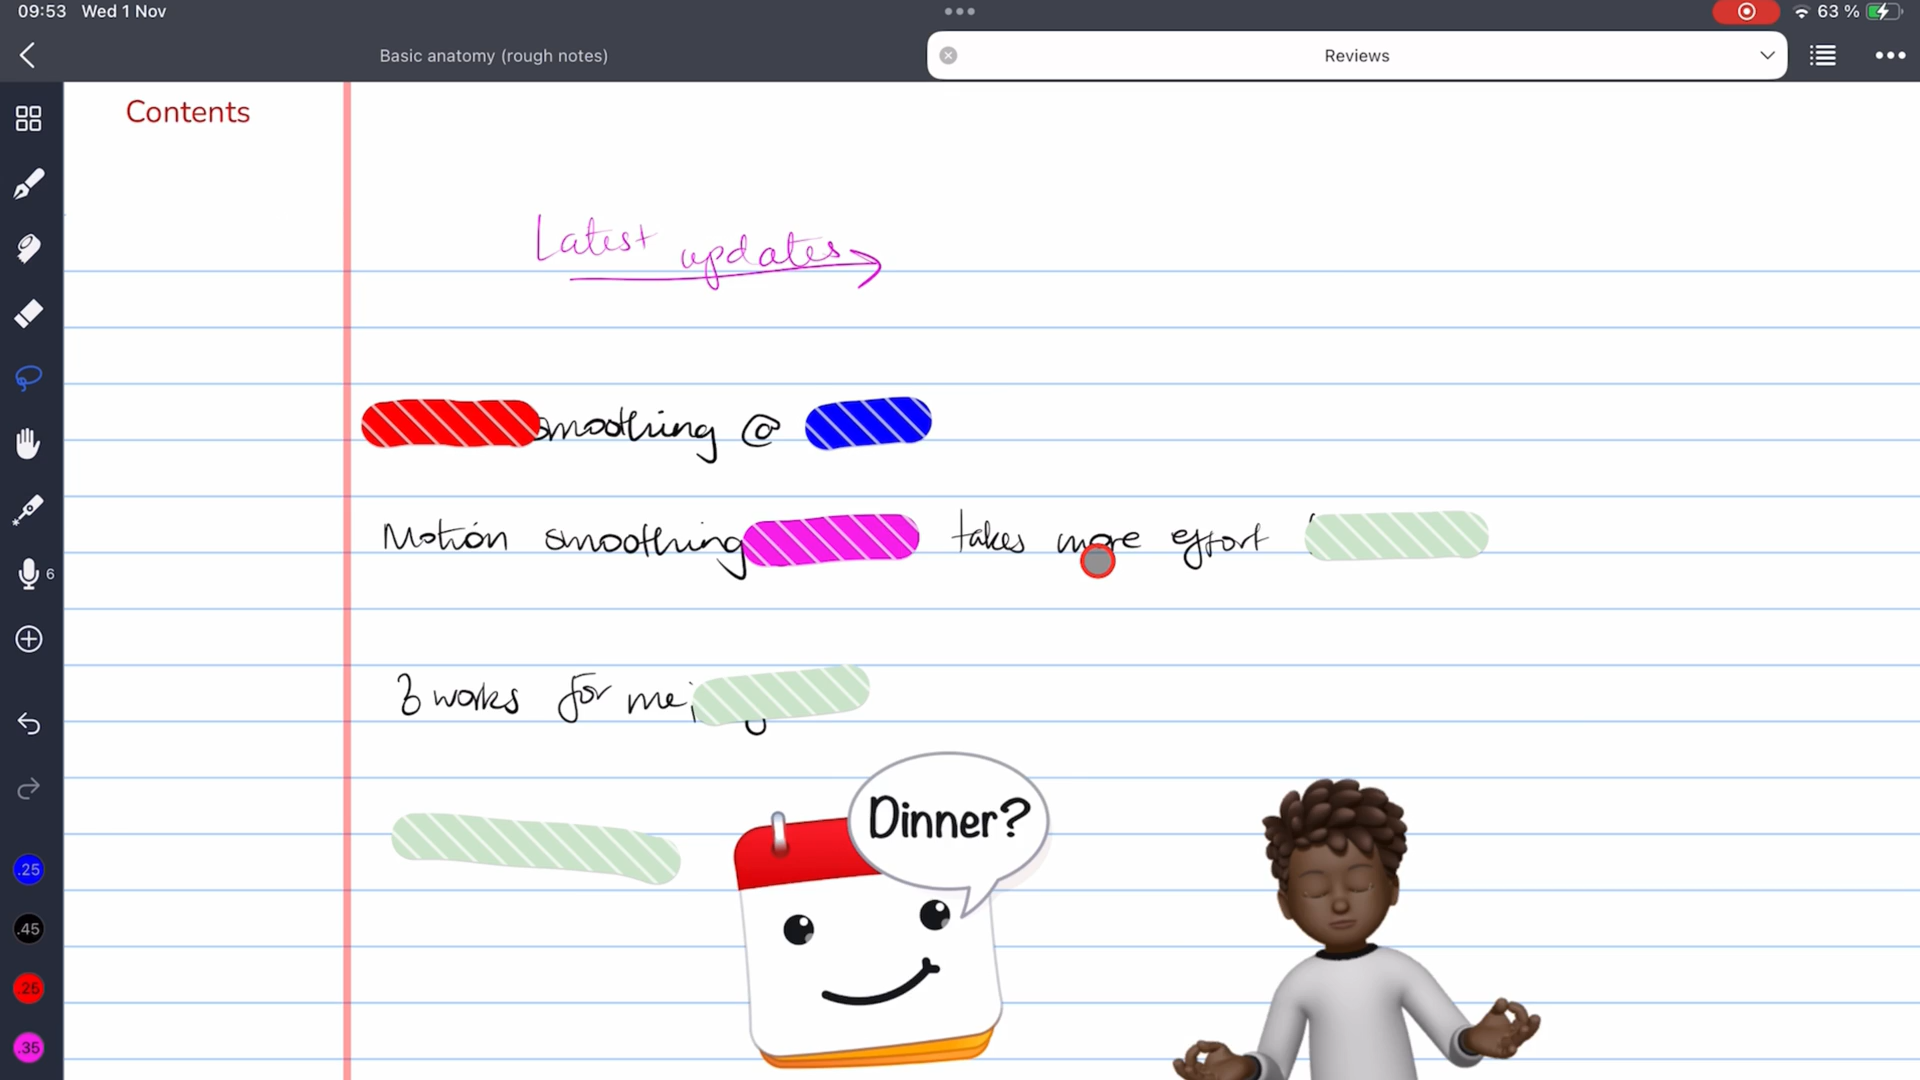 09:53 Wed 1 Nov
63 %
Basic anatomy (rough notes)
Reviews
Contents
Latest updates
smoothing @
Motion smoothing takes more effort
3 works for me;
6
Dinner?
.25
.45
.25
.35